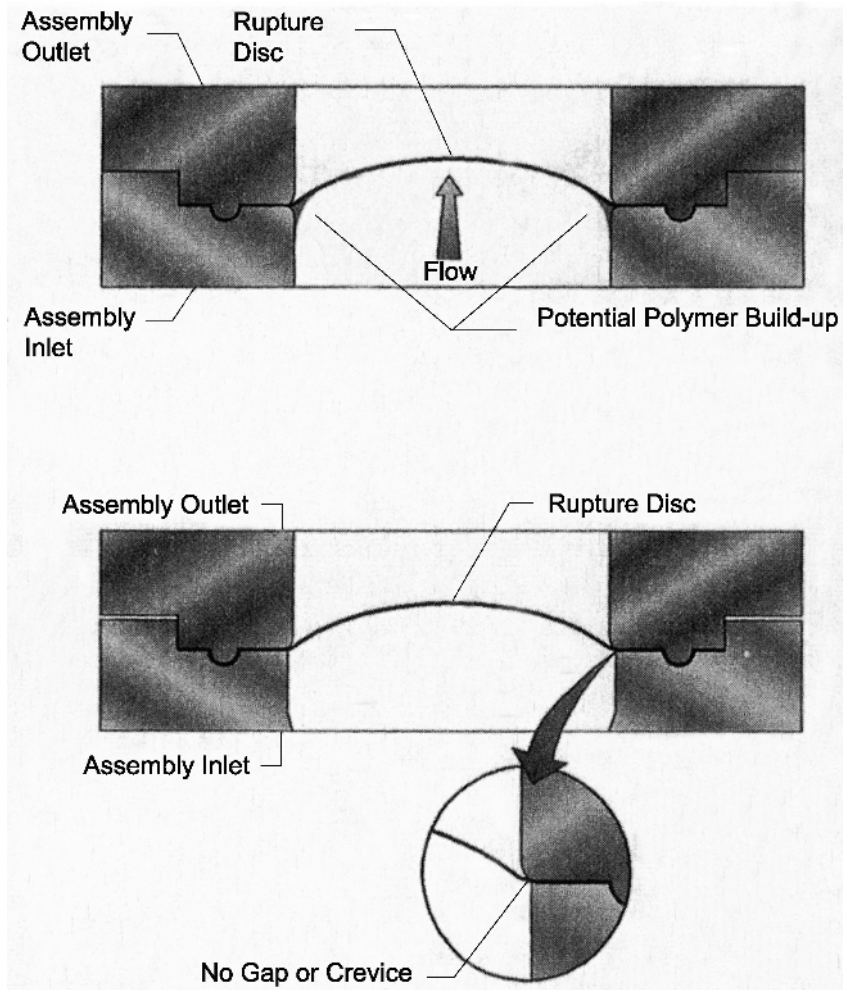 Assembly
Outlet
Rupture
Disc
Flow
Assembly
Inlet
Potential Polymer Build-up
Assembly Outlet
Rupture Disc
Assembly Inlet
No Gap or Crevice